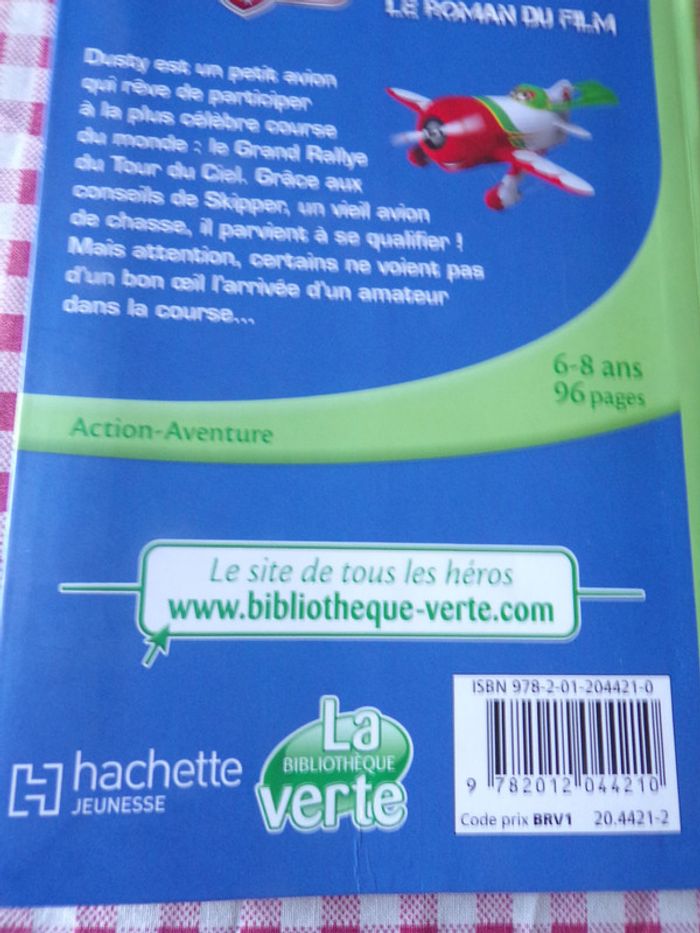 LE ROMAN DU FILM
Dusty est un petit avion
qui rêve de participer
à la plus célèbre course
du monde : le Grand Rallye
du Tour du Ciel. Grâce aux
conseils de Skipper, un vieil avion
de chasse, il parvient à se qualifier !
Mais attention, certains ne voient pas
d'un bon œil l'arrivée d'un amateur
dans la course...
6-8 ans
96 pages
Action-Aventure
Le site de tous les héros
www.bibliotheque-verte.com
hachette
JEUNESSE
La
BIBLIOTHÈQUE
verte
ISBN 978-2-01-204421-0
9 782012 044210
Code prix BRV1 20.4421-2